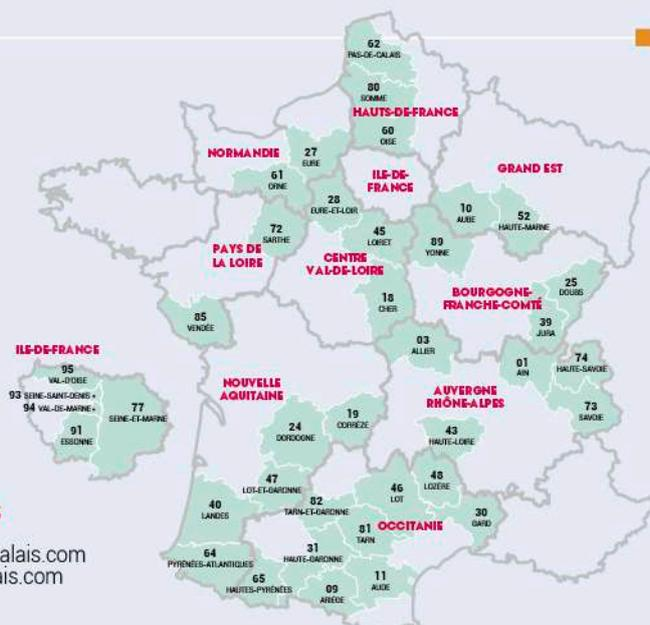 62
PAS-DE-CALAIS
80
SOMME
HAUTS-DE-FRANCE
60
OISE
NORMANDIE
27
EURE
61
ORNE
ILE-DE-
FRANCE
GRAND EST
28
EURE-ET-LOIR
10
AUBE
52
HAUTE-MARNE
72
SARTHE
45
LOIRET
89
YONNE
PAYS DE
LA LOIRE
CENTRE
VAL-DE-LOIRE
18
CHER
BOURGOGNE-
FRANCHE-COMTÉ
25
DOUBS
39
JURA
85
VENDÉE
03
ALLIER
01
AIN
74
HAUTE-SAVOIE
73
SAVOIE
ILE-DE-FRANCE
95
VAL-D'OISE
93 SEINE-SAINT-DENIS
94 VAL-DE-MARNE
77
SEINE-ET-MARNE
91
ESSONNE
NOUVELLE
AQUITAINE
AUVERGNE
RHÔNE-ALPES
24
DORDOGNE
19
CORRÈZE
43
HAUTE-LOIRE
47
LOT-ET-GARONNE
46
LOT
48
LOZÈRE
40
LANDES
82
TARN-ET-GARONNE
81
TARN
OCCITANIE
30
GARD
64
PYRÉNÉES-ATLANTIQUES
31
HAUTE-GARONNE
65
HAUTES-PYRÉNÉES
09
ARIÈGE
11
AUDE
alais.com
ais.com